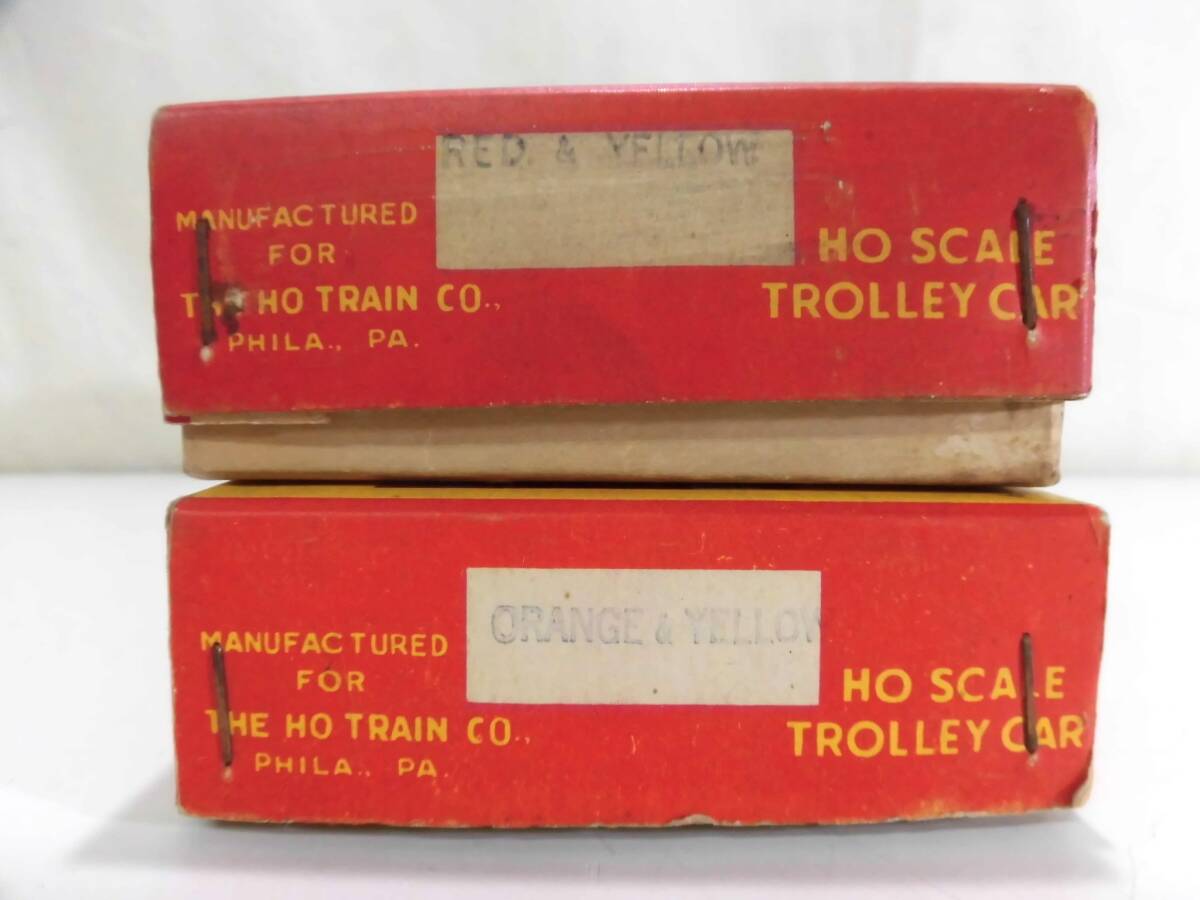 RED & YELLOW
MANUFACTURED
FOR
THE HO TRAIN CO.,
PHILA., PA.
HO SCALE
TROLLEY CAR
ORANGE & YELLOW
MANUFACTURED
FOR
THE HO TRAIN CO.,
PHILA., PA.
HO SCALE
TROLLEY CAR